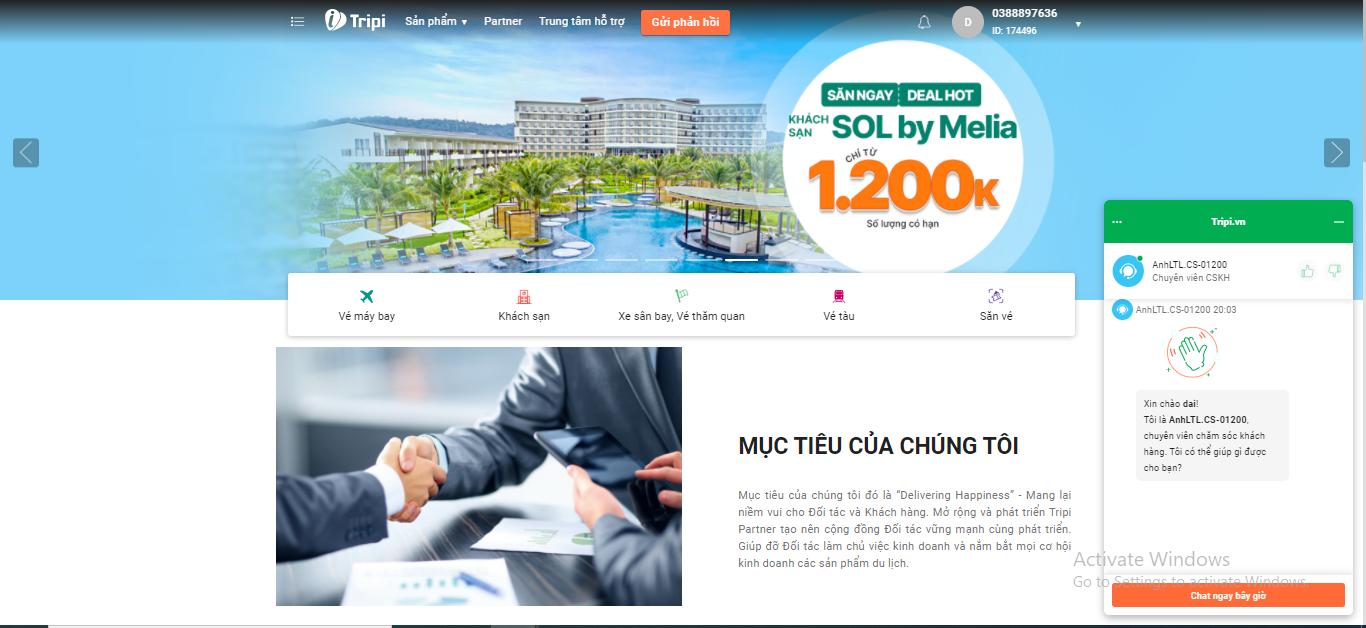 Tripi
Sản phẩm ▾
Partner
Trung tâm hỗ trợ
Gửi phản hồi
D
0388897636
ID: 174496
SĂN NGAY DEAL HOT
KHÁCH SẠN SOL by Melia
CHỈ TỪ
1.200K
Số lượng có hạn
Vé máy bay
Khách sạn
Xe sân bay, Vé thăm quan
Vé tàu
Săn vé
MỤC TIÊU CỦA CHÚNG TÔI
Mục tiêu của chúng tôi đó là “Delivering Happiness” - Mang lại
niềm vui cho Đối tác và Khách hàng. Mở rộng và phát triển Tripi
Partner tạo nên cộng đồng Đối tác vững mạnh cùng phát triển.
Giúp đỡ Đối tác làm chủ việc kinh doanh và nắm bắt mọi cơ hội
kinh doanh các sản phẩm du lịch.
Tripi.vn
AnhLTL.CS-01200
Chuyên viên CSKH
AnhLTL.CS-01200 20:03
Xin chào dai!
Tôi là AnhLTL.CS-01200,
chuyên viên chăm sóc khách
hàng. Tôi có thể giúp gì được
cho bạn?
Activate Windows
Go to Settings to activate Windows.
Chat ngay bây giờ